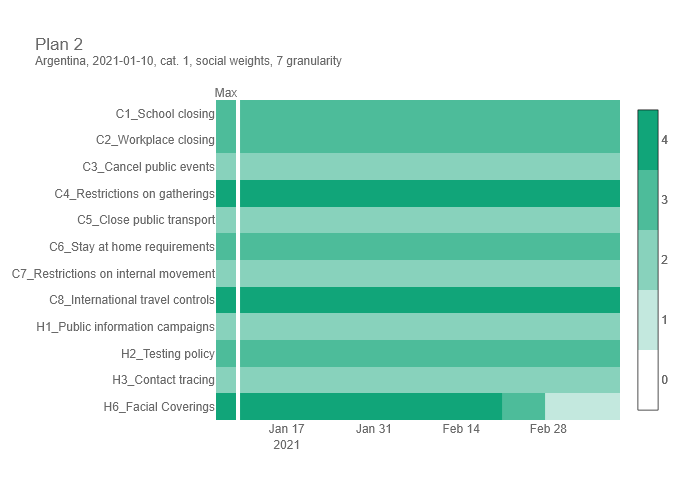 Plan 2
Argentina, 2021-01-10, cat. 1, social weights, 7 granularity
Max
C1_School closing
C2_Workplace closing
C3_Cancel public events
C4_Restrictions on gatherings
C5_Close public transport
C6_Stay at home requirements
C7_Restrictions on internal movement
C8_International travel controls
H1_Public information campaigns
H2_Testing policy
H3_Contact tracing
H6_Facial Coverings
Jan 17 Jan 31 Feb 14 Feb 28
2021
4
3
2
1
0